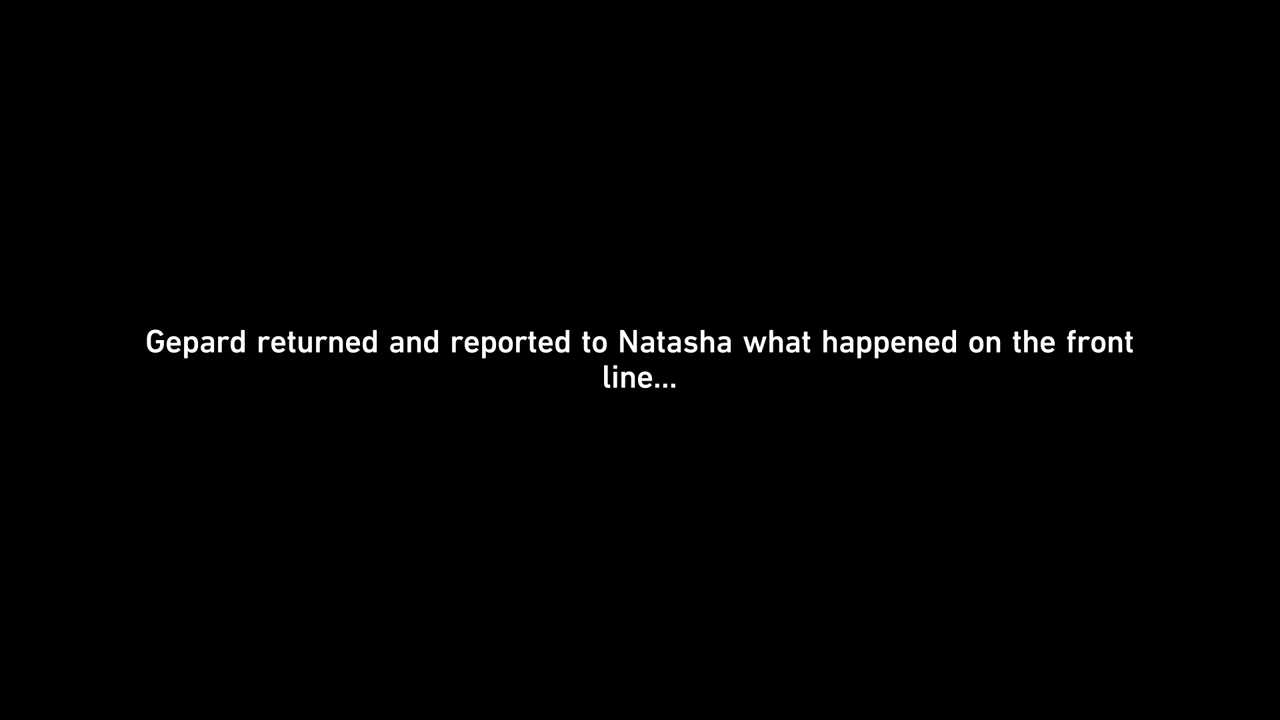 Gepard returned and reported to Natasha what happened on the front
line...